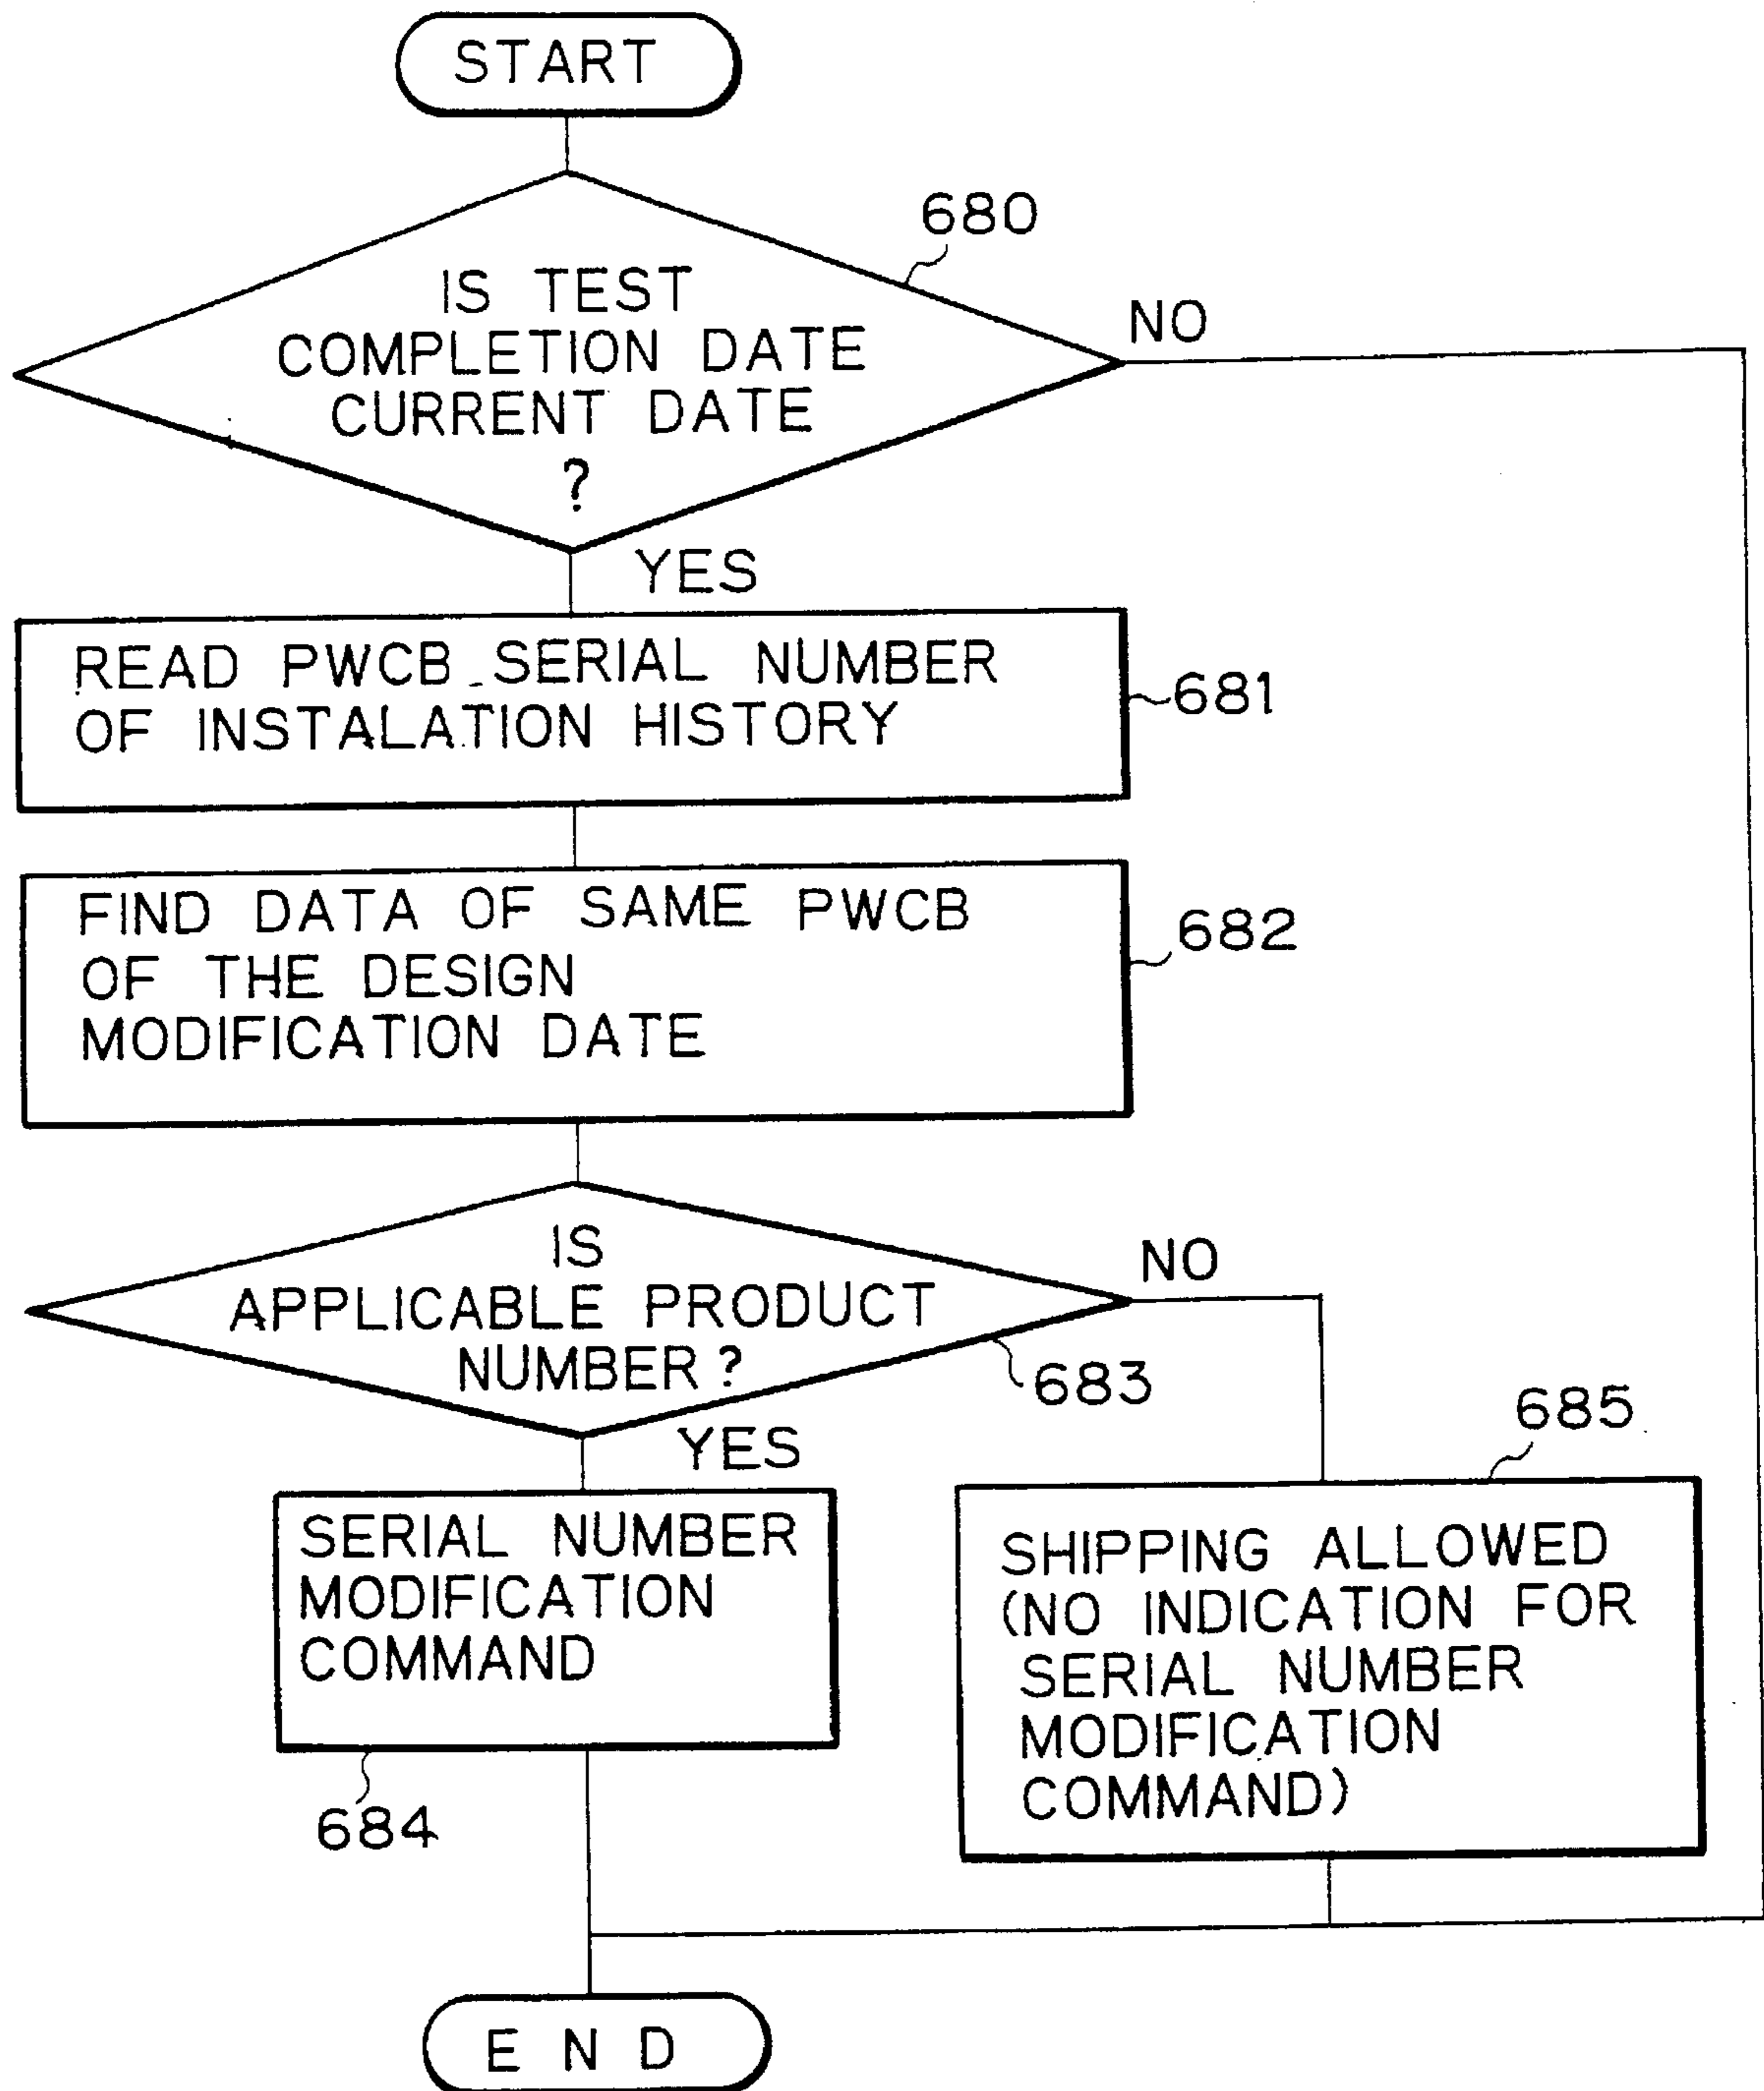 START
680
IS TEST
COMPLETION DATE
CURRENT DATE
?
NO
YES
READ PWCB SERIAL NUMBER
OF INSTALATION HISTORY
681
FIND DATA OF SAME PWCB
OF THE DESIGN
MODIFICATION DATE
682
IS
APPLICABLE PRODUCT
NUMBER?
NO
683
YES
685
SERIAL NUMBER
MODIFICATION
COMMAND
684
SHIPPING ALLOWED
(NO INDICATION FOR
SERIAL NUMBER
MODIFICATION
COMMAND)
END